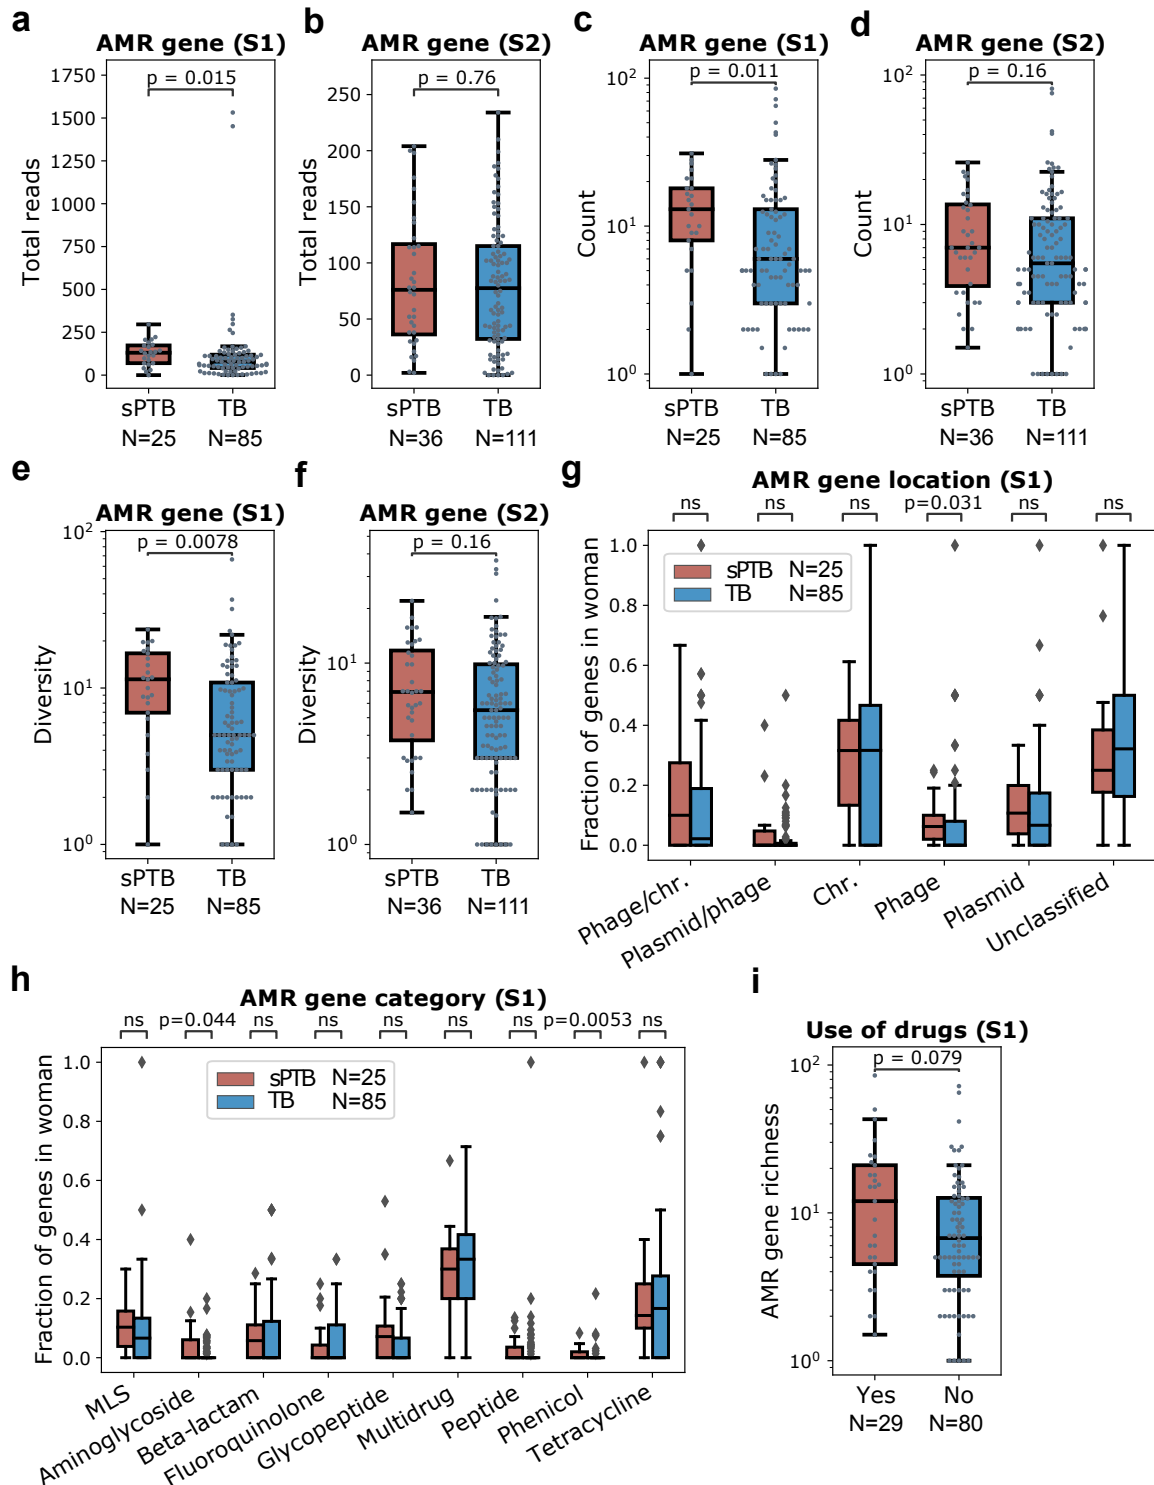 a
AMR gene (S1)
p = 0.015
Total reads
1750
1500
1250
1000
750
500
250
0
sPTB
TB
N=25
N=85
b
AMR gene (S2)
p = 0.76
Total reads
250
200
150
100
50
0
sPTB
TB
N=36
N=111
c
AMR gene (S1)
p = 0.011
Count
10²
10¹
10⁰
sPTB
TB
N=25
N=85
d
AMR gene (S2)
p = 0.16
Count
10²
10¹
10⁰
sPTB
TB
N=36
N=111
e
AMR gene (S1)
p = 0.0078
Diversity
10²
10¹
10⁰
sPTB
TB
N=25
N=85
f
AMR gene (S2)
p = 0.16
Diversity
10¹
10⁰
sPTB
TB
N=36
N=111
g
AMR gene location (S1)
ns
ns
ns
p=0.031
ns
ns
sPTB N=25
TB N=85
Fraction of genes in woman
1.0
0.8
0.6
0.4
0.2
0.0
Phage/chr.
Plasmid/phage
Chr.
Phage
Plasmid
Unclassified
h
AMR gene category (S1)
ns
p=0.044
ns
ns
ns
ns
ns
p=0.0053
ns
sPTB N=25
TB N=85
Fraction of genes in woman
1.0
0.8
0.6
0.4
0.2
0.0
MLS
Aminoglycoside
Beta-lactam
Fluoroquinolone
Glycopeptide
Multidrug
Peptide
Phenicol
Tetracycline
i
Use of drugs (S1)
p = 0.079
AMR gene richness
10²
10¹
10⁰
Yes
No
N=29
N=80